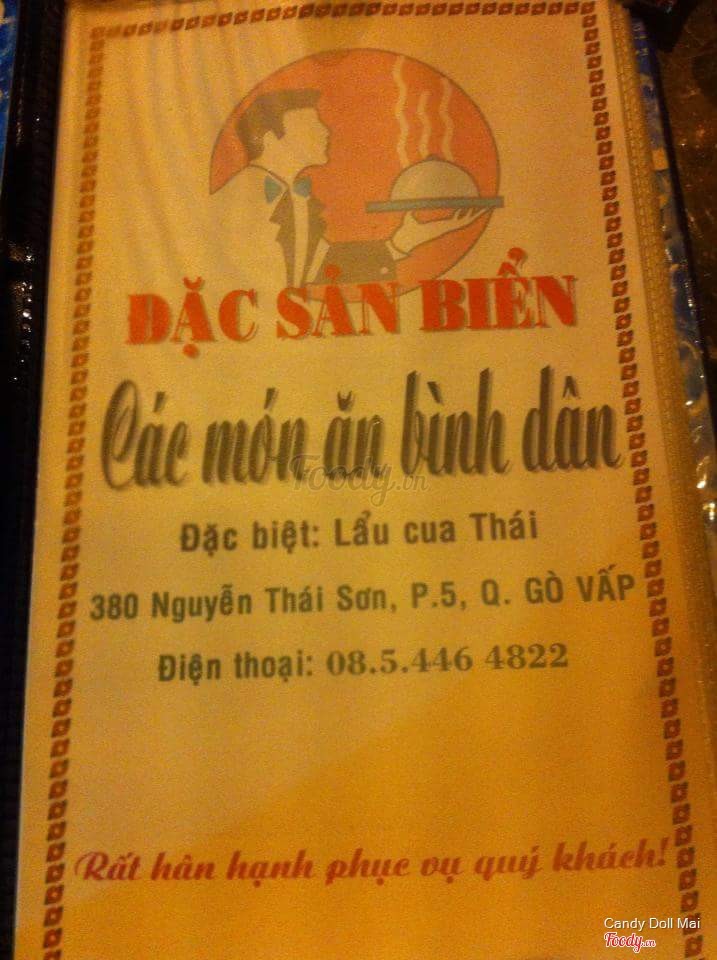 ĐẶC SẢN BIỂN
Các món ăn bình dân
Foody.vn
Đặc biệt: Lẩu cua Thái
380 Nguyễn Thái Sơn, P.5, Q. GÒ VẤP
Điện thoại: 08.5.446 4822
Rất hân hạnh phục vụ quý khách!
Candy Doll Mai
Foody.vn